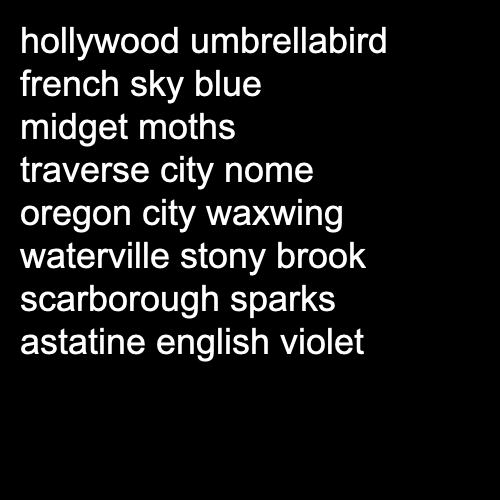 hollywood umbrellabird
french sky blue
midget moths
traverse city nome
oregon city waxwing
waterville stony brook
scarborough sparks
astatine english violet